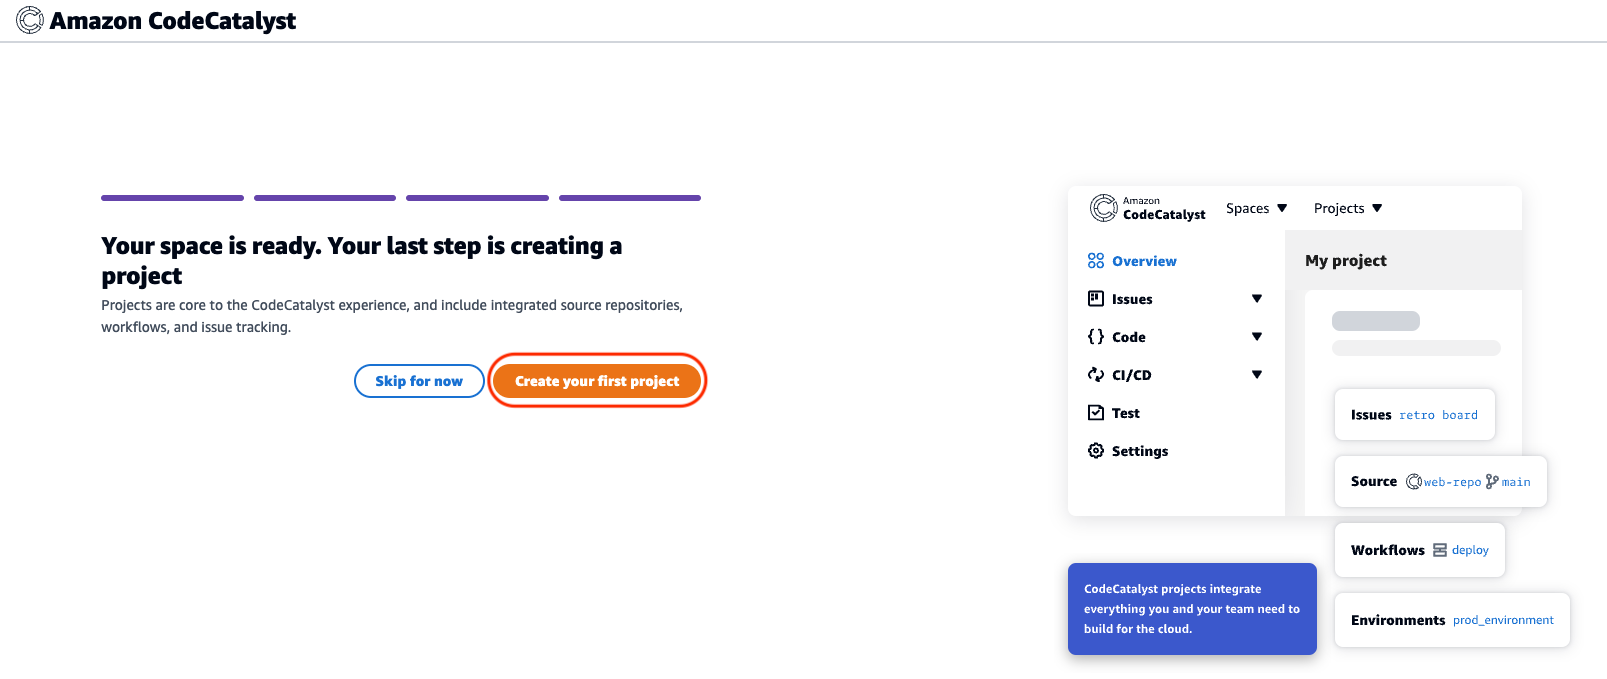 Amazon CodeCatalyst
Your space is ready. Your last step is creating a
project
Projects are core to the CodeCatalyst experience, and include integrated source repositories,
workflows, and issue tracking.
Skip for now
Create your first project
Amazon
CodeCatalyst
Spaces
Projects
Overview
Issues
Code
CI/CD
Test
Settings
My project
Issues retro board
Source web-repo main
Workflows deploy
Environments prod_environment
CodeCatalyst projects integrate
everything you and your team need to
build for the cloud.